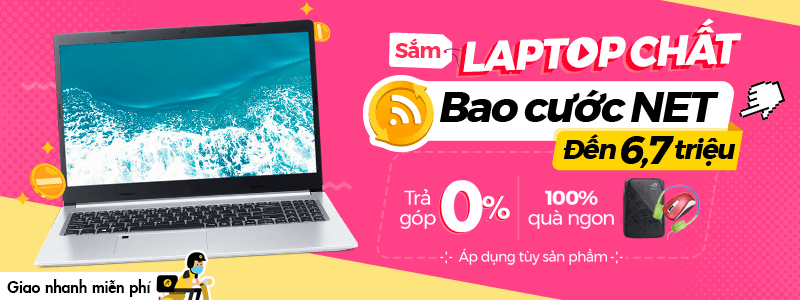 Sắm LAPTOP CHẤT
Bao cước NET
Đến 6,7 triệu
Trả góp 0%
100% quà ngon
Áp dụng tùy sản phẩm
Giao nhanh miễn phí